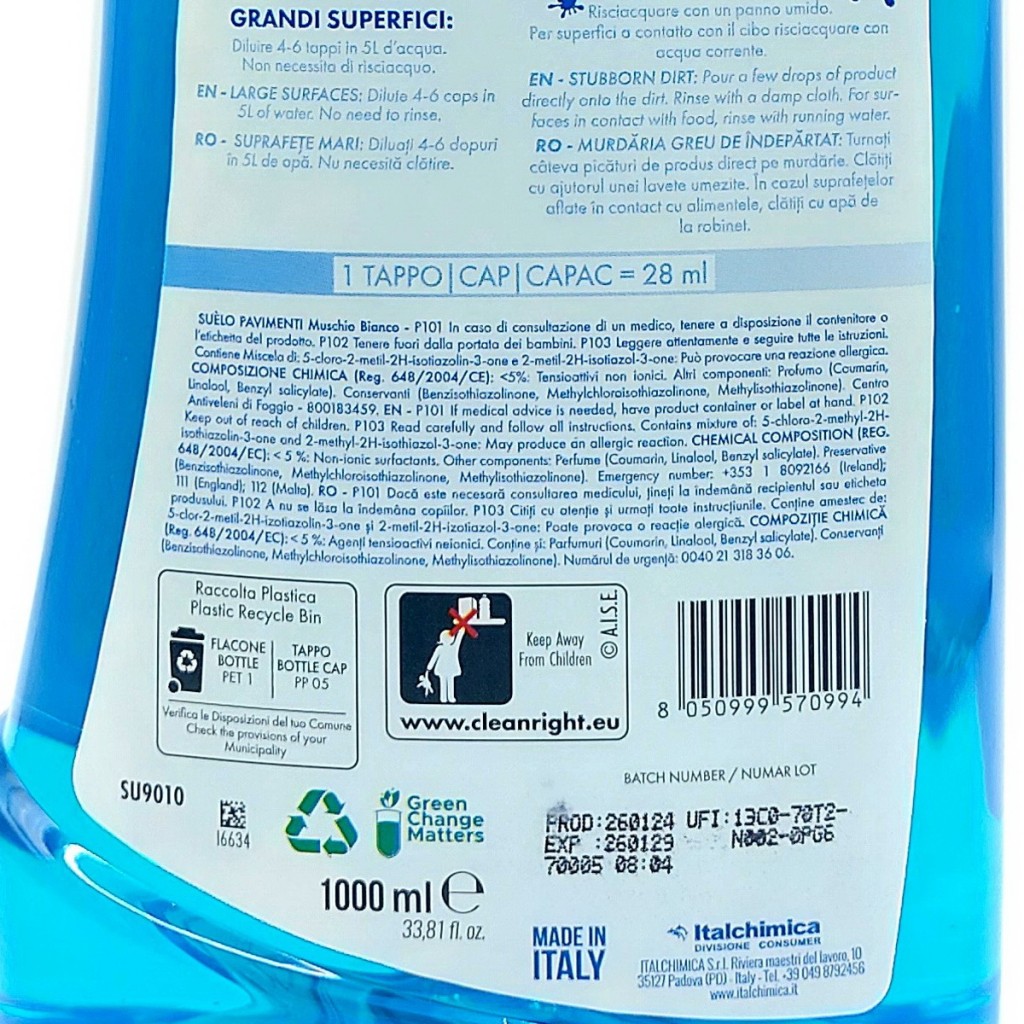 GRANDI SUPERFICI:
Diluire 4-6 tappi in 5L d'acqua.
Non necessita di risciacquo.
EN - LARGE SURFACES: Dilute 4-6 caps in
5L of water. No need to rinse.
RO - SUPRAFEȚE MARI: Diluați 4-6 dopuri
în 5L de apă. Nu necesită clătire.
Risciacquare con un panno umido.
Per superfici a contatto con il cibo risciacquare con
acqua corrente.
EN - STUBBORN DIRT: Pour a few drops of product
directly onto the dirt. Rinse with a damp cloth. For sur-
faces in contact with food, rinse with running water.
RO - MURDĂRIA GREU DE ÎNDEPĂRTAT: Turnați
câteva picături de produs direct pe murdărie. Clătiți
cu ajutorul unei lavete umezite. În cazul suprafețelor
aflate în contact cu alimentele, clătiți cu apă de
la robinet.
1 TAPPO | CAP | CAPAC = 28 ml
SUÈLO PAVIMENTI Muschio Bianco - P101 In caso di consultazione di un medico, tenere a disposizione il contenitore o
l'etichetta del prodotto. P102 Tenere fuori dalla portata dei bambini. P103 Leggere attentamente e seguire tutte le istruzioni.
Contiene Miscela di: 5-cloro-2-metil-2H-isotiazolin-3-one e 2-metil-2H-isotiazol-3-one: Può provocare una reazione allergica.
COMPOSIZIONE CHIMICA (Reg. 648/2004/CE): <5%: Tensioattivi non ionici. Altri componenti: Profumo (Coumarin,
Linalool, Benzyl salicylate). Conservanti (Benzisothiazolinone, Methylchloroisothiazolinone, Methylisothiazolinone). Centro
Antiveleni di Foggia - 800183459. EN - P101 If medical advice is needed, have product container or label at hand. P102
Keep out of reach of children. P103 Read carefully and follow all instructions. Contains mixture of: 5-chloro-2-methyl-2H-
isothiazolin-3-one and 2-methyl-2H-isothiazol-3-one: May produce an allergic reaction. CHEMICAL COMPOSITION (REG.
648/2004/EC): < 5 %: Non-ionic surfactants. Other components: Perfume (Coumarin, Linalool, Benzyl salicylate). Preservative
(Benzisothiazolinone, Methylchloroisothiazolinone, Methylisothiazolinone). Emergency number: +353 1 8092166 (Ireland);
111 (England); 112 (Malta). RO - P101 Dacă este necesară consultarea medicului, țineți la îndemână recipientul sau eticheta
produsului. P102 A nu se lăsa la îndemâna copiilor. P103 Citiți cu atenție și urmați toate instrucțiunile. Conține amestec de:
5-clor-2-metil-2H-izotiazolin-3-one și 2-metil-2H-izotiazol-3-one: Poate provoca o reacție alergică. COMPOZIȚIE CHIMICĂ
(Reg. 648/2004/EC): < 5 %: Agenți tensioactivi neionici. Conține și: Parfumuri (Coumarin, Linalool, Benzyl salicylate). Conservanți
(Benzisothiazolinone, Methylchloroisothiazolinone, Methylisothiazolinone). Numărul de urgență: 0040 21 318 36 06.
Raccolta Plastica
Plastic Recycle Bin
FLACONE
BOTTLE
PET 1
TAPPO
BOTTLE CAP
PP 05
Verifica le Disposizioni del tuo Comune
Check the provisions of your
Municipality
Keep Away
From Children
© A.I.S.E.
www.cleanright.eu
8 050999 570994
BATCH NUMBER / NUMAR LOT
SU9010
16634
Green
Change
Matters
PROD:260124 UFI:13C0-70T2-
EXP :260129 N002-0PG6
70005 08:04
1000 ml e
33,81 fl. oz.
MADE IN
ITALY
Italchimica
DIVISIONE CONSUMER
ITALCHIMICA S.r.l. Riviera maestri del lavoro, 10
35127 Padova (PD) - Italy - Tel. +39 049 8792456
www.italchimica.it